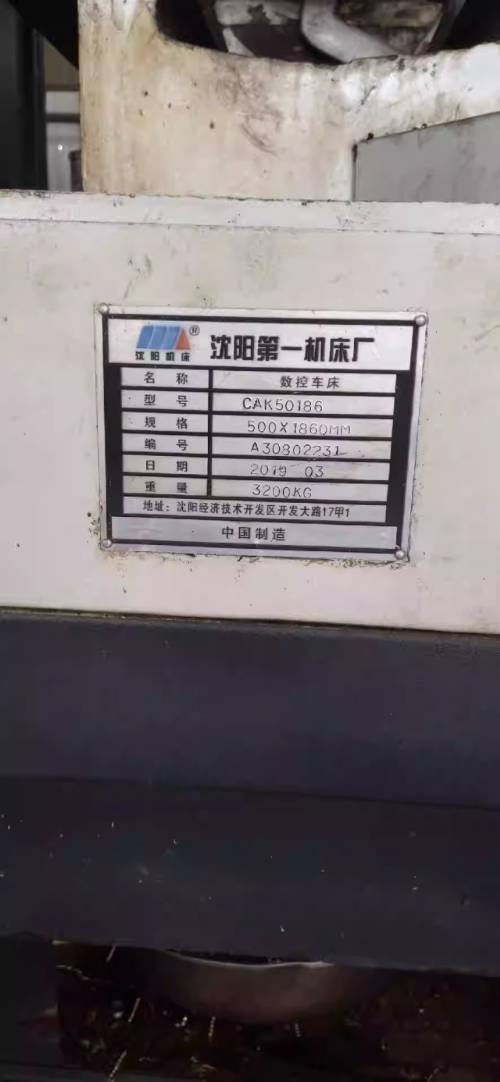 沈阳机床 ® 沈阳第一机床厂
名称 数控车床
型号 CAK50186
规格 500X1860MM
编号 A30802231
日期 2019 03
重量 3200KG
地址：沈阳经济技术开发区开发大路17甲1
中国制造